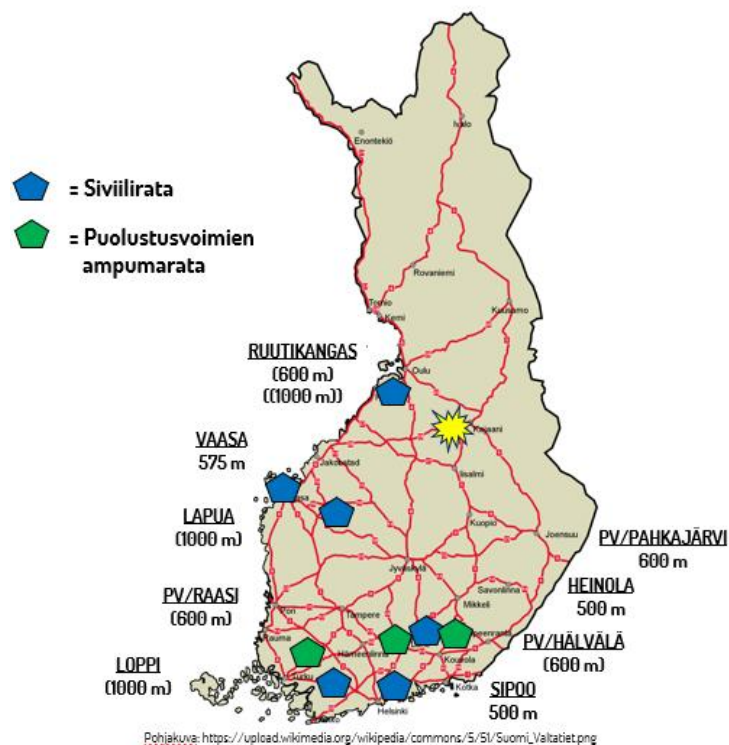 = Siviilirata
= Puolustusvoimien
ampumarata
Enontekiö
Ivalo
Rovaniemi
Tornio
Kemi
Kuusamo
RUUTIKANGAS
(600 m)
((1000 m))
Oulu
Kajaani
VAASA
575 m
Jakobstad
Iisalmi
LAPUA
(1000 m)
Kuopio
Joensuu
PV/PAHKAJÄRVI
600 m
Jyväskylä
HEINOLA
500 m
PV/RAASI
(600 m)
Savonlinna
Mikkeli
Pori
Tampere
Rauma
Hämeenlinna
Kouvola
PV/HÄLVÄLÄ
(600 m)
LOPPI
(1000 m)
Turku
Kotka
SIPOO
500 m
Helsinki
Pohjakuva: https://upload.wikimedia.org/wikipedia/commons/5/51/Suomi_Valtatiet.png